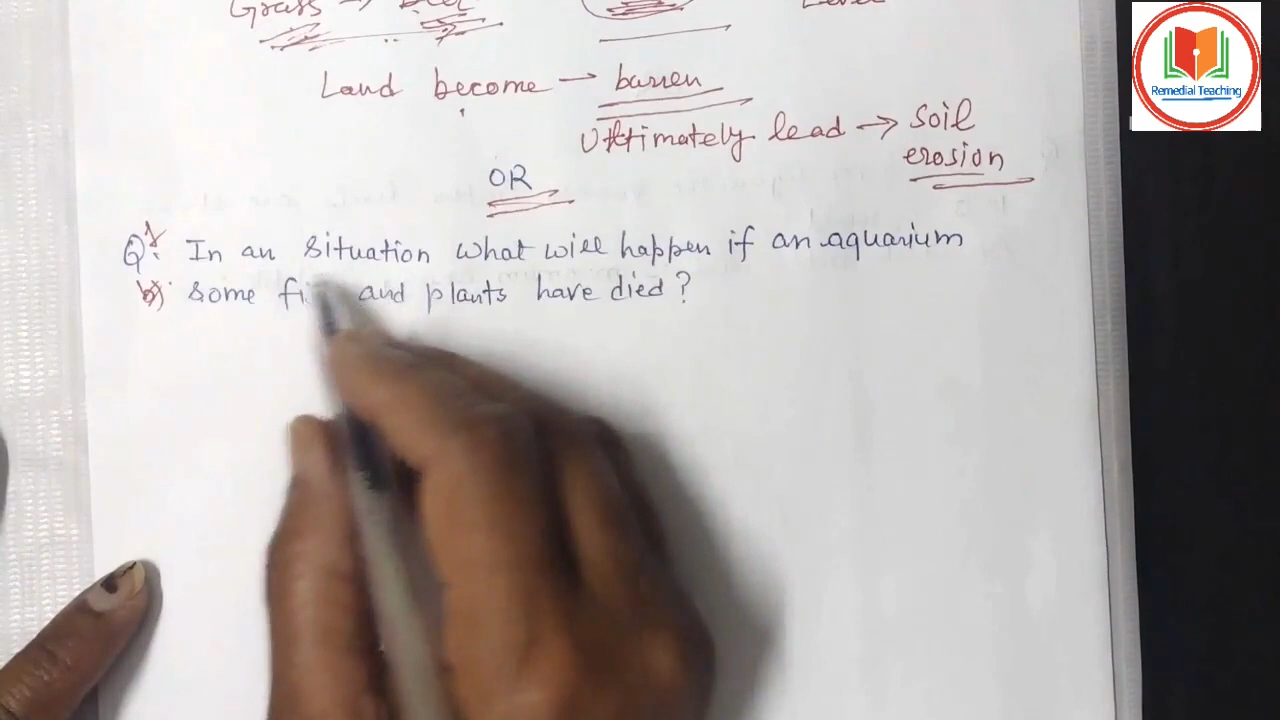 Grass →
Land become → barren
Ultimately lead → soil
erosion
OR
Q. In an situation what will happen if an aquarium
b) some and plants have died?
Remedial Teaching